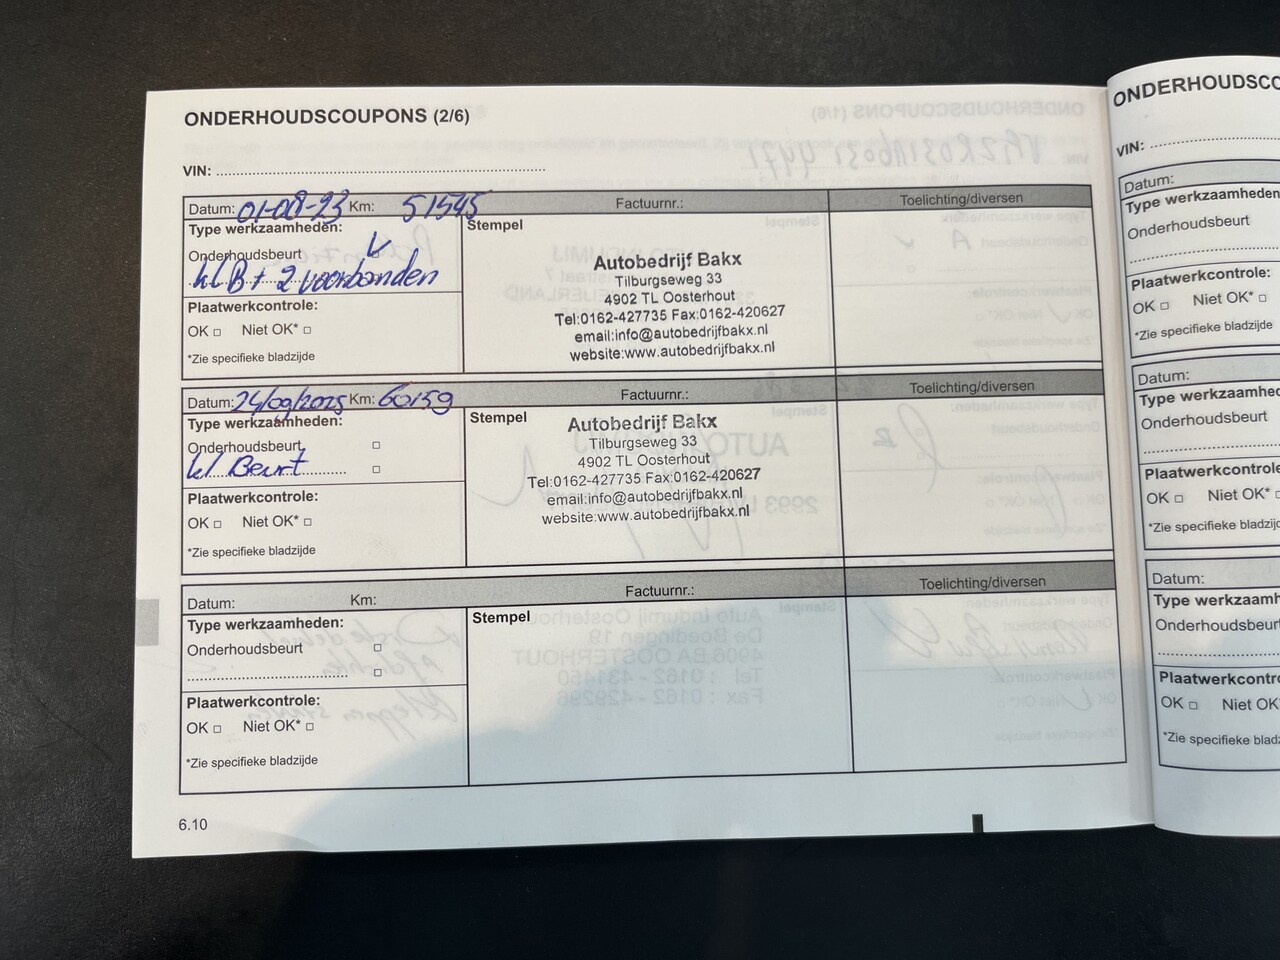 ONDERHOUDSCOUPONS (2/6)
VIN:
Datum: 01-08-23 Km: 51545 Factuurnr.: Toelichting/diversen
Type werkzaamheden:
Stempel
Onderhoudsbeurt V
kl B + 2 voorbanden
Autobedrijf Bakx
Tilburgseweg 33
4902 TL Oosterhout
Tel:0162-427735 Fax:0162-420627
email:info@autobedrijfbakx.nl
website:www.autobedrijfbakx.nl
Plaatwerkcontrole:
OK □ Niet OK* □
*Zie specifieke bladzijde
Datum: 24/09/2025 Km: 60159 Factuurnr.: Toelichting/diversen
Type werkzaamheden:
Stempel
Onderhoudsbeurt □
kl Beurt □
Autobedrijf Bakx
Tilburgseweg 33
4902 TL Oosterhout
Tel:0162-427735 Fax:0162-420627
email:info@autobedrijfbakx.nl
website:www.autobedrijfbakx.nl
Plaatwerkcontrole:
OK □ Niet OK* □
*Zie specifieke bladzijde
Datum: Km: Factuurnr.: Toelichting/diversen
Type werkzaamheden:
Stempel
Onderhoudsbeurt □
□
Plaatwerkcontrole:
OK □ Niet OK* □
*Zie specifieke bladzijde
6.10
ONDERHOUDSCO
VIN:
Datum:
Type werkzaamheden
Onderhoudsbeurt
Plaatwerkcontrole:
OK □ Niet OK* □
*Zie specifieke bladzijde
Datum:
Type werkzaamhede
Onderhoudsbeurt
Plaatwerkcontrole
OK □ Niet OK* □
*Zie specifieke bladzijd
Datum:
Type werkzaamh
Onderhoudsbeurt
Plaatwerkcontro
OK □ Niet OK*
*Zie specifieke bladz